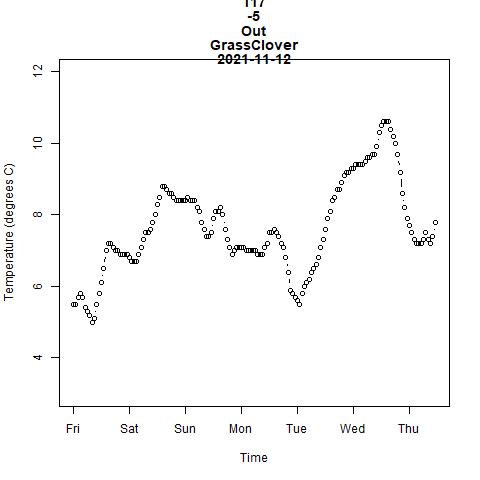 T17
-5
Out
GrassClover
2021-11-12
Temperature (degrees C)
12
10
8
6
4
Fri Sat Sun Mon Tue Wed Thu
Time